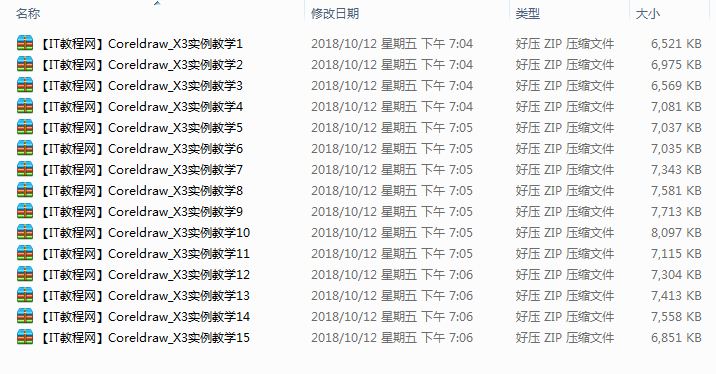 名称 修改日期 类型 大小
【IT教程网】Coreldraw_X3实例教学1 2018/10/12 星期五 下午 7:04 好压 ZIP 压缩文件 6,521 KB
【IT教程网】Coreldraw_X3实例教学2 2018/10/12 星期五 下午 7:04 好压 ZIP 压缩文件 6,975 KB
【IT教程网】Coreldraw_X3实例教学3 2018/10/12 星期五 下午 7:04 好压 ZIP 压缩文件 6,569 KB
【IT教程网】Coreldraw_X3实例教学4 2018/10/12 星期五 下午 7:04 好压 ZIP 压缩文件 7,081 KB
【IT教程网】Coreldraw_X3实例教学5 2018/10/12 星期五 下午 7:05 好压 ZIP 压缩文件 7,037 KB
【IT教程网】Coreldraw_X3实例教学6 2018/10/12 星期五 下午 7:05 好压 ZIP 压缩文件 7,035 KB
【IT教程网】Coreldraw_X3实例教学7 2018/10/12 星期五 下午 7:05 好压 ZIP 压缩文件 7,343 KB
【IT教程网】Coreldraw_X3实例教学8 2018/10/12 星期五 下午 7:05 好压 ZIP 压缩文件 7,581 KB
【IT教程网】Coreldraw_X3实例教学9 2018/10/12 星期五 下午 7:05 好压 ZIP 压缩文件 7,713 KB
【IT教程网】Coreldraw_X3实例教学10 2018/10/12 星期五 下午 7:05 好压 ZIP 压缩文件 8,097 KB
【IT教程网】Coreldraw_X3实例教学11 2018/10/12 星期五 下午 7:05 好压 ZIP 压缩文件 7,115 KB
【IT教程网】Coreldraw_X3实例教学12 2018/10/12 星期五 下午 7:06 好压 ZIP 压缩文件 7,304 KB
【IT教程网】Coreldraw_X3实例教学13 2018/10/12 星期五 下午 7:06 好压 ZIP 压缩文件 7,413 KB
【IT教程网】Coreldraw_X3实例教学14 2018/10/12 星期五 下午 7:06 好压 ZIP 压缩文件 7,558 KB
【IT教程网】Coreldraw_X3实例教学15 2018/10/12 星期五 下午 7:06 好压 ZIP 压缩文件 6,851 KB